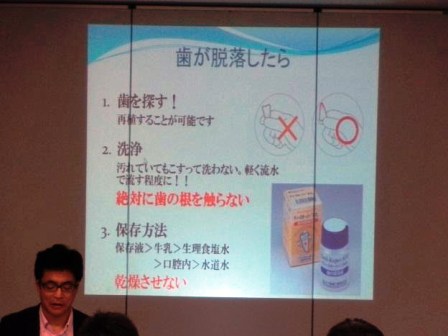 歯が脱落したら
1. 歯を探す！
再植することが可能です
2. 洗浄
汚れていてもこすって洗わない。軽く流水
で流す程度に！！
絶対に歯の根を触らない
3. 保存方法
保存液＞牛乳＞生理食塩水
＞口腔内＞水道水
乾燥させない